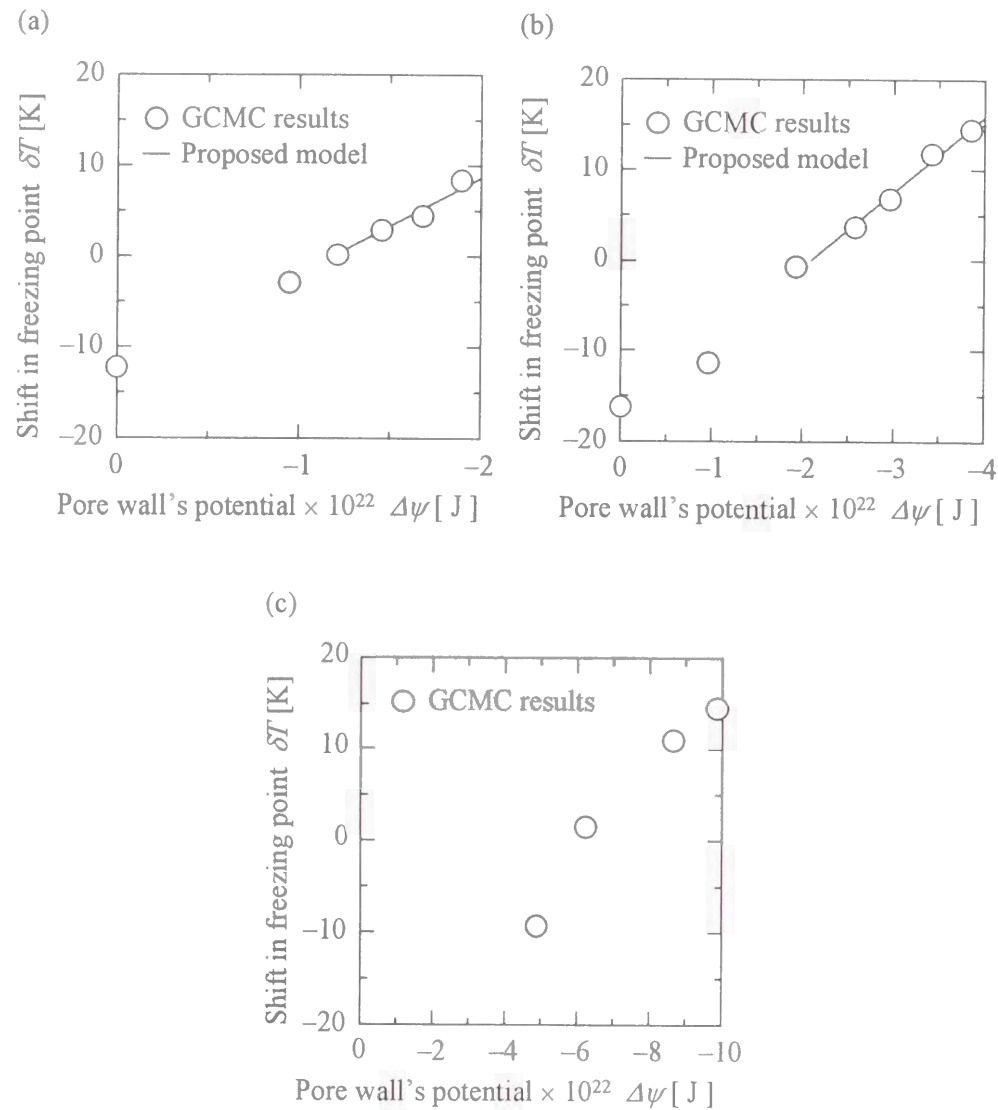 (a)
20
10
0
–10
–20
Shift in freezing point δT [K]
GCMC results
Proposed model
0
–1
–2
Pore wall's potential × 10²² Δψ [ J ]
(b)
20
10
0
–10
–20
Shift in freezing point δT [K]
GCMC results
Proposed model
0
–1
–2
–3
–4
Pore wall's potential × 10²² Δψ [ J ]
(c)
20
10
0
–10
–20
Shift in freezing point δT [K]
GCMC results
0
–2
–4
–6
–8
–10
Pore wall's potential × 10²² Δψ [ J ]